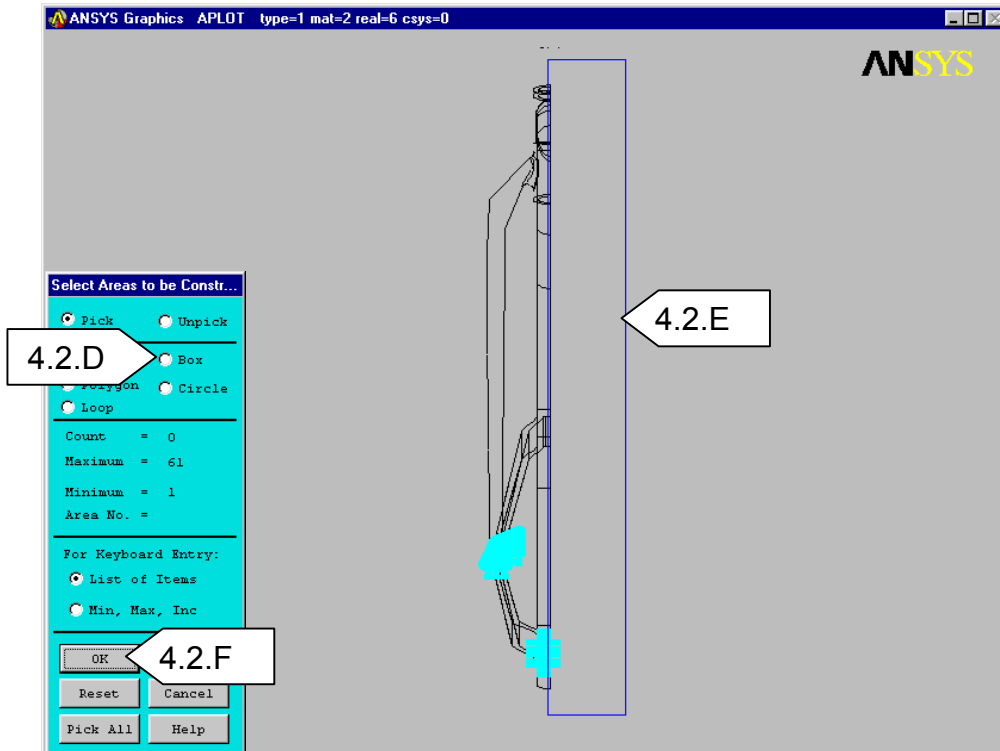 ANSYS Graphics APLOT type=1 mat=2 real=6 csys=0
ANSYS
Select Areas to be Constr...
Pick
Unpick
4.2.D
Box
Polygon
Circle
Loop
Count = 0
Maximum = 61
Minimum = 1
Area No. =
For Keyboard Entry:
List of Items
Min, Max, Inc
OK
4.2.F
Reset
Cancel
Pick All
Help
4.2.E